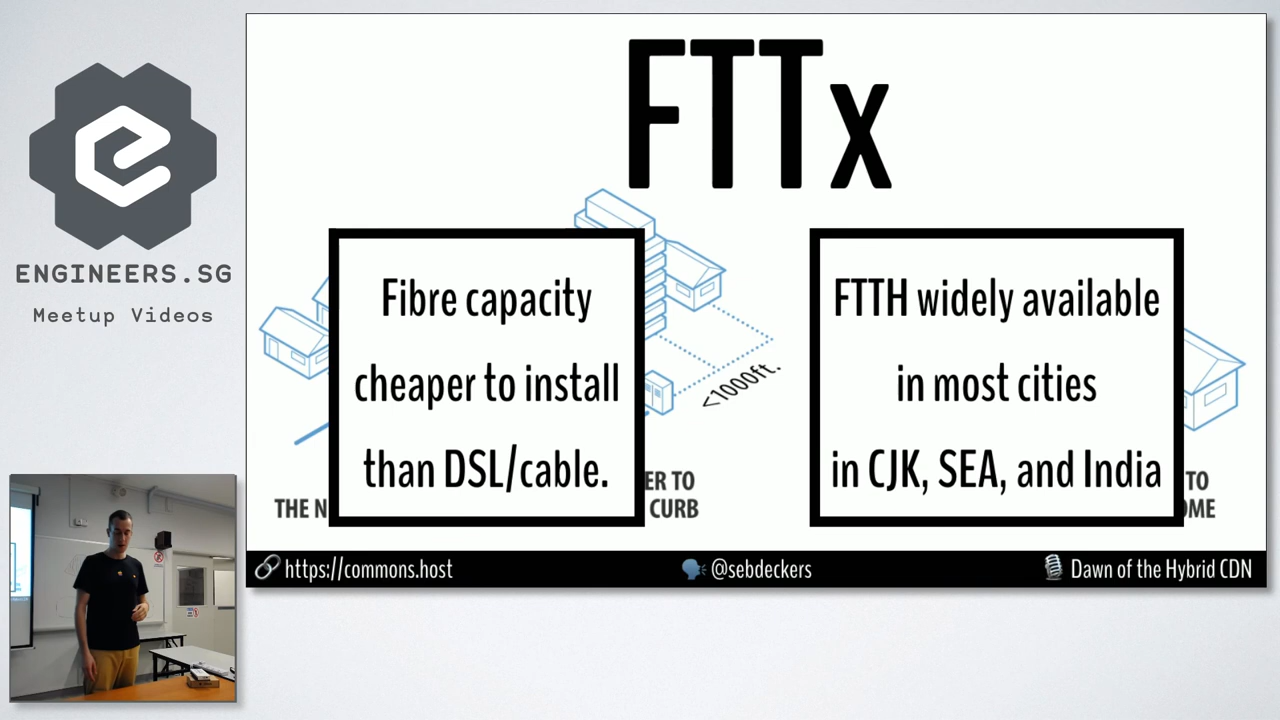 ENGINEERS.SG
Meetup Videos
FTTx
Fibre capacity
cheaper to install
than DSL/cable.
FTTH widely available
in most cities
in CJK, SEA, and India
<1000ft.
THE N
ER TO
CURB
TO
OME
https://commons.host
@sebdeckers
Dawn of the Hybrid CDN